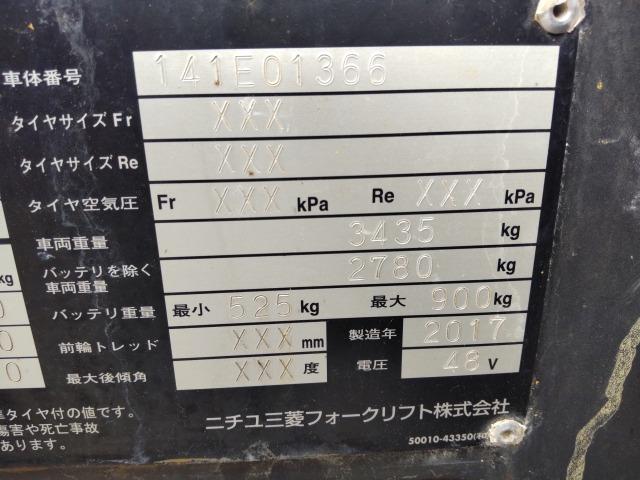 車体番号 141E01366
タイヤサイズ Fr XXX
タイヤサイズ Re XXX
タイヤ空気圧 Fr XXX kPa Re XXX kPa
車両重量 3435 kg
kg バッテリを除く車両重量 2780 kg
0 バッテリ重量 最小 525 kg 最大 900 kg
0 前輪トレッド XXX mm 製造年 2017
0 最大後傾角 XXX 度 電圧 48 V
タイヤ付の値です。
ニチユ三菱フォークリフト株式会社
傷害や死亡事故
あります。
50010-43350